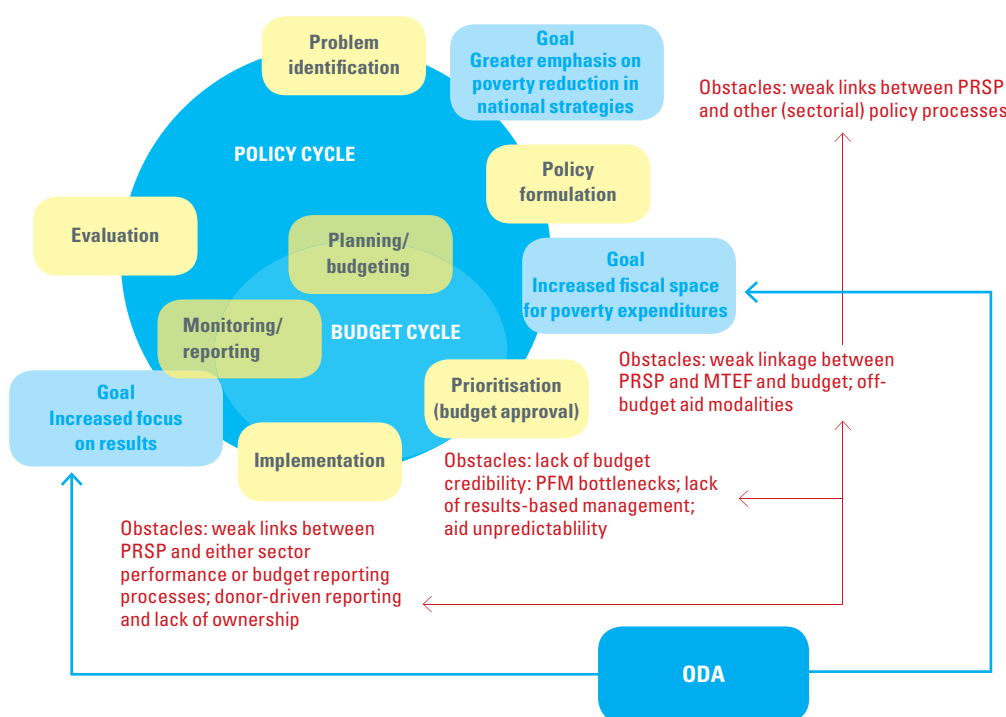 Problem
identification
Goal
Greater emphasis on
poverty reduction in
national strategies
Obstacles: weak links between PRSP
and other (sectorial) policy processes
POLICY CYCLE
Policy
formulation
Evaluation
Planning/
budgeting
Goal
Increased fiscal space
for poverty expenditures
Monitoring/
reporting
BUDGET CYCLE
Obstacles: weak linkage between
PRSP and MTEF and budget; off-
budget aid modalities
Prioritisation
(budget approval)
Goal
Increased focus
on results
Implementation
Obstacles: lack of budget
credibility: PFM bottlenecks; lack
of results-based management;
aid unpredictablility
Obstacles: weak links between
PRSP and either sector
performance or budget reporting
processes; donor-driven reporting
and lack of ownership
ODA